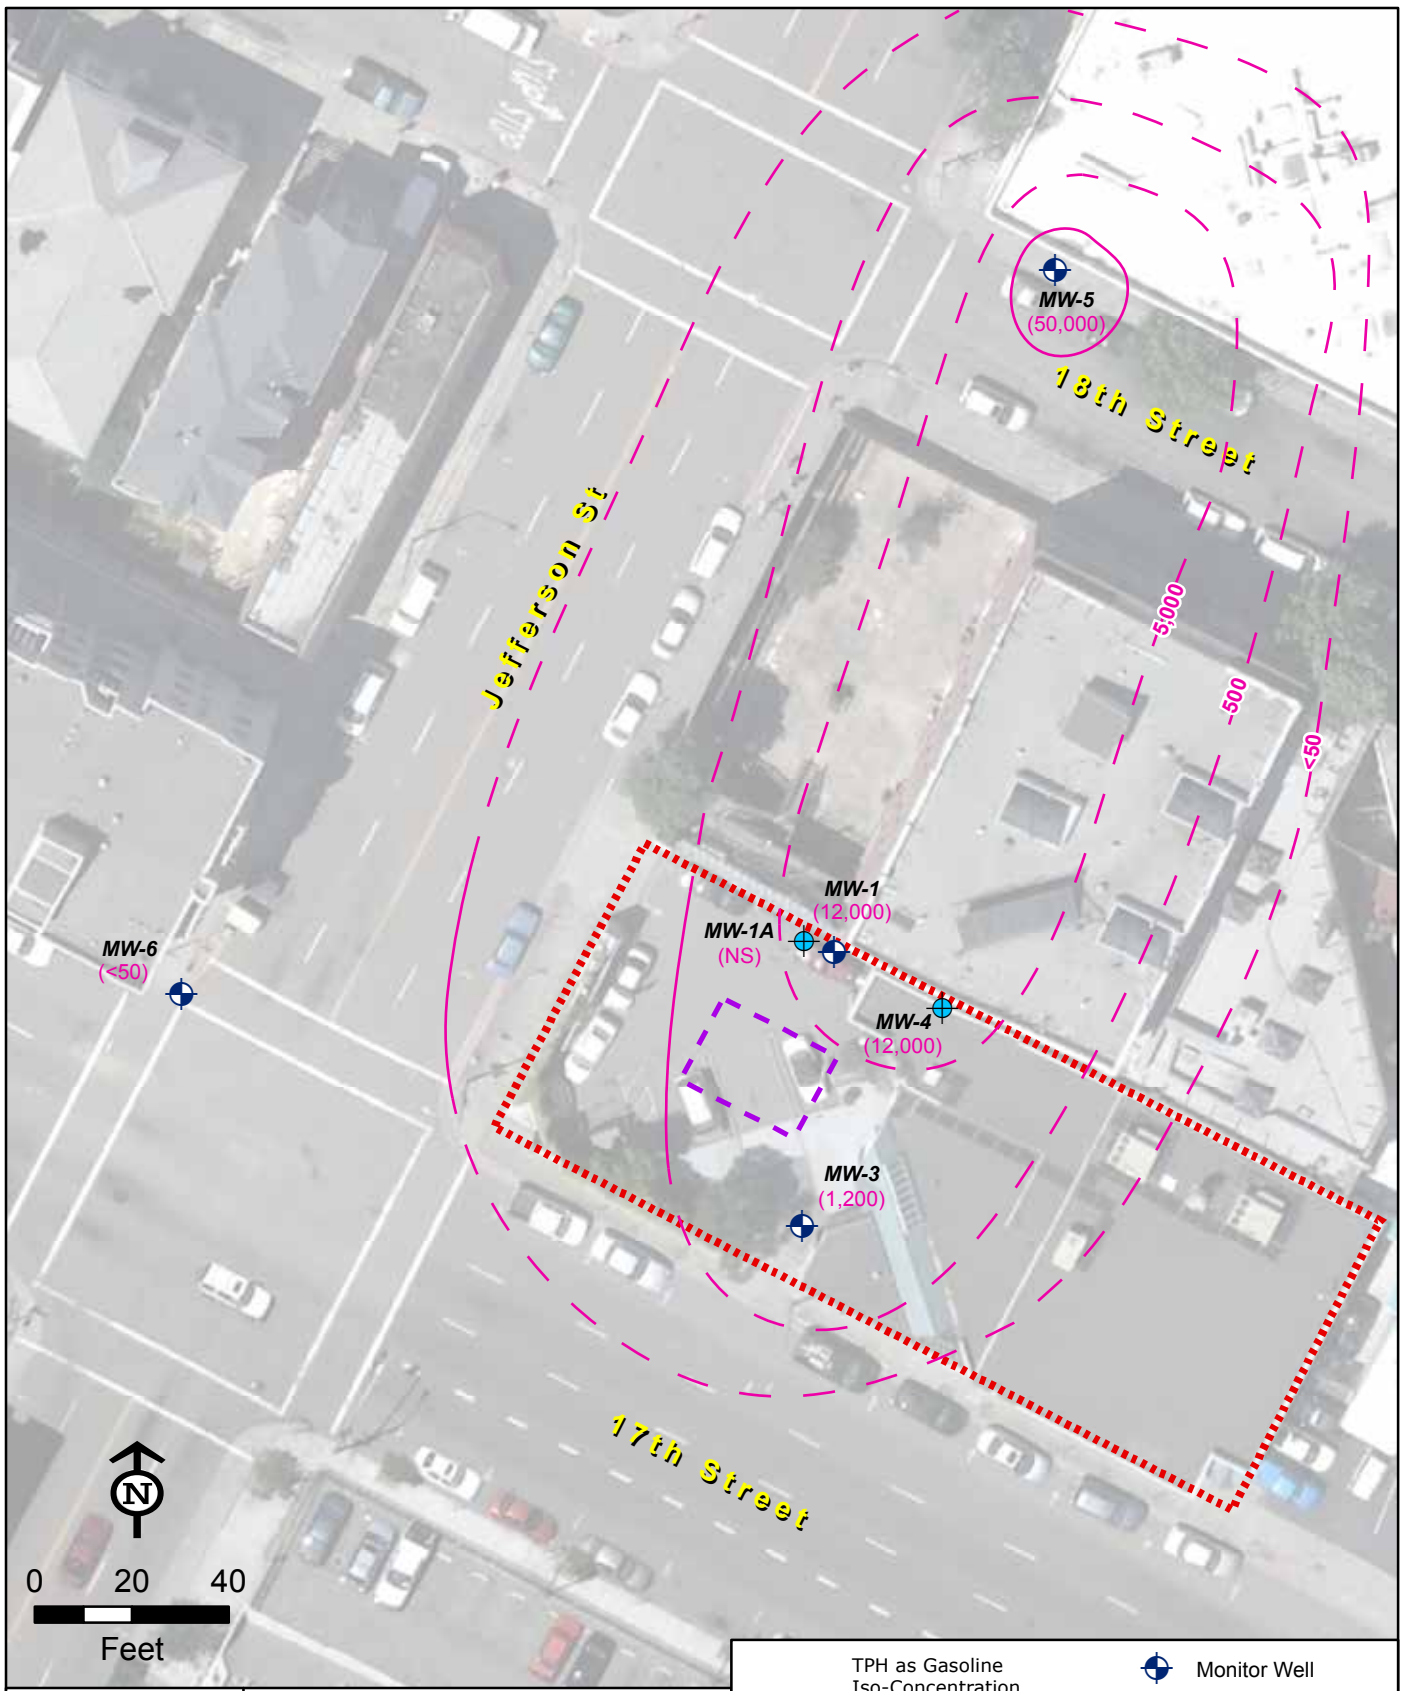 MW-5
(50,000)
18th Street
Jefferson St
5,000
500
<50
MW-1
(12,000)
MW-1A
(NS)
MW-6
(<50)
MW-4
(12,000)
MW-3
(1,200)
17th Street
N
0 20 40
Feet
TPH as Gasoline
Iso-Concentration
Monitor Well